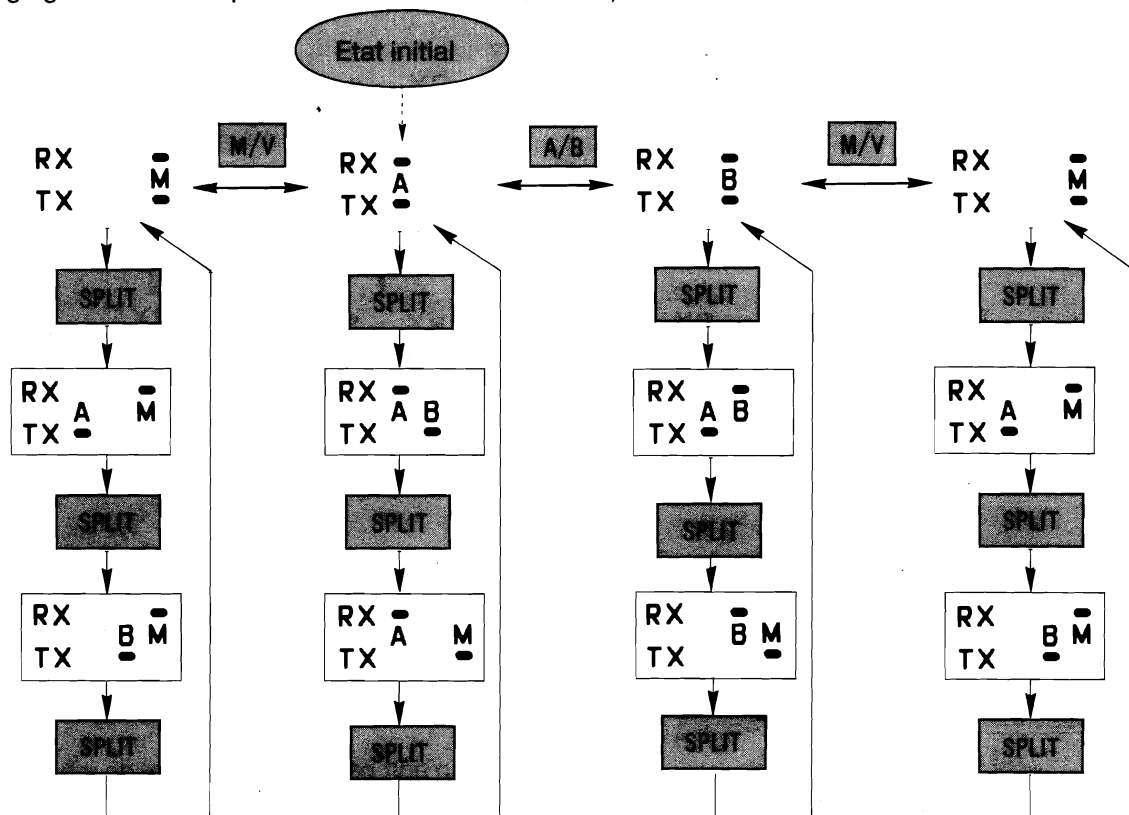 Etat initial
M/V A/B M/V
RX RX RX RX
M A B M
TX TX TX TX
SPLIT SPLIT SPLIT SPLIT
RX RX RX RX
A M A B A B A M
TX TX TX TX
SPLIT SPLIT SPLIT SPLIT
RX RX RX RX
B M A M B M B M
TX TX TX TX
SPLIT SPLIT SPLIT SPLIT